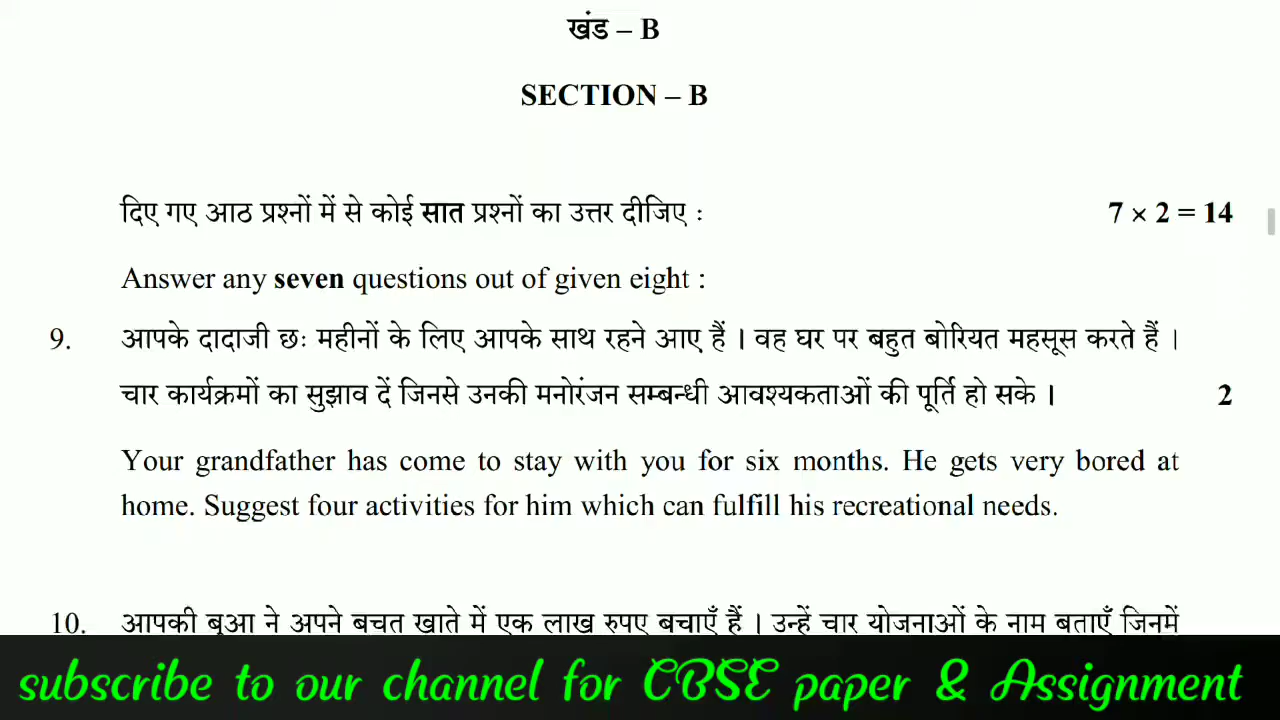 खंड – B
SECTION – B
दिए गए आठ प्रश्नों में से कोई सात प्रश्नों का उत्तर दीजिए : 7 × 2 = 14
Answer any seven questions out of given eight :
9. आपके दादाजी छः महीनों के लिए आपके साथ रहने आए हैं । वह घर पर बहुत बोरियत महसूस करते हैं ।
चार कार्यक्रमों का सुझाव दें जिनसे उनकी मनोरंजन सम्बन्धी आवश्यकताओं की पूर्ति हो सके । 2
Your grandfather has come to stay with you for six months. He gets very bored at
home. Suggest four activities for him which can fulfill his recreational needs.
10. आपकी बूआ ने अपने बचत खाते में एक लाख रुपए बचाएँ हैं । उन्हें चार योजनाओं के नाम बताएँ जिनमें
subscribe to our channel for CBSE paper & Assignment